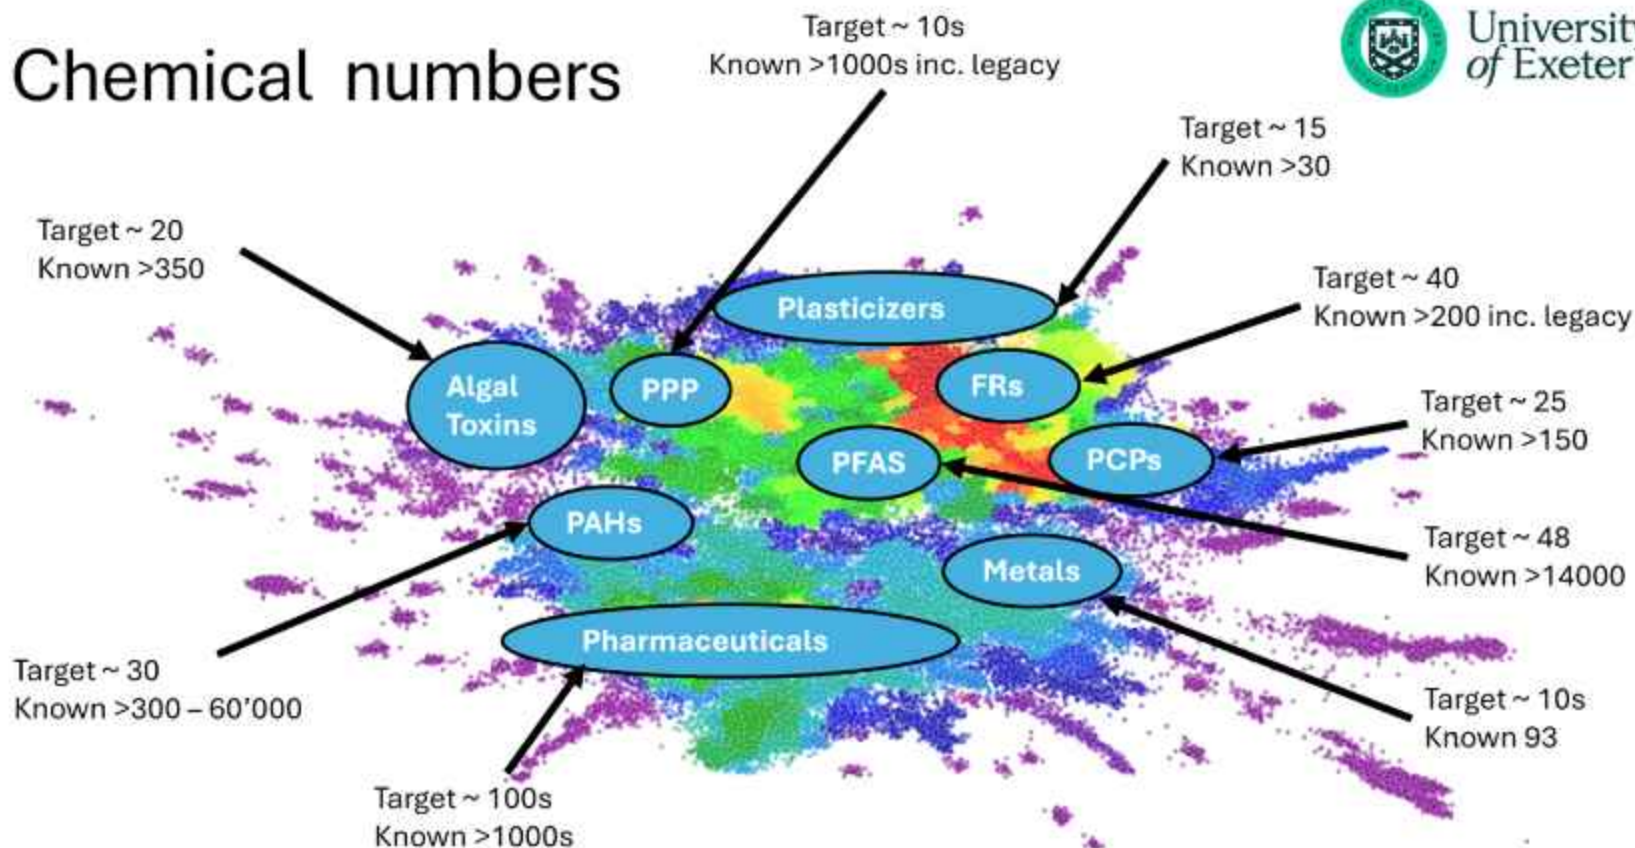 Chemical numbers
Target ~ 10s
Known >1000s inc. legacy
University
of Exeter
Target ~ 15
Known >30
Target ~ 20
Known >350
Target ~ 40
Known >200 inc. legacy
Plasticizers
Algal
Toxins
PPP
FRs
Target ~ 25
Known >150
PFAS
PCPs
PAHs
Target ~ 48
Known >14000
Metals
Pharmaceuticals
Target ~ 30
Known >300 – 60'000
Target ~ 10s
Known 93
Target ~ 100s
Known >1000s